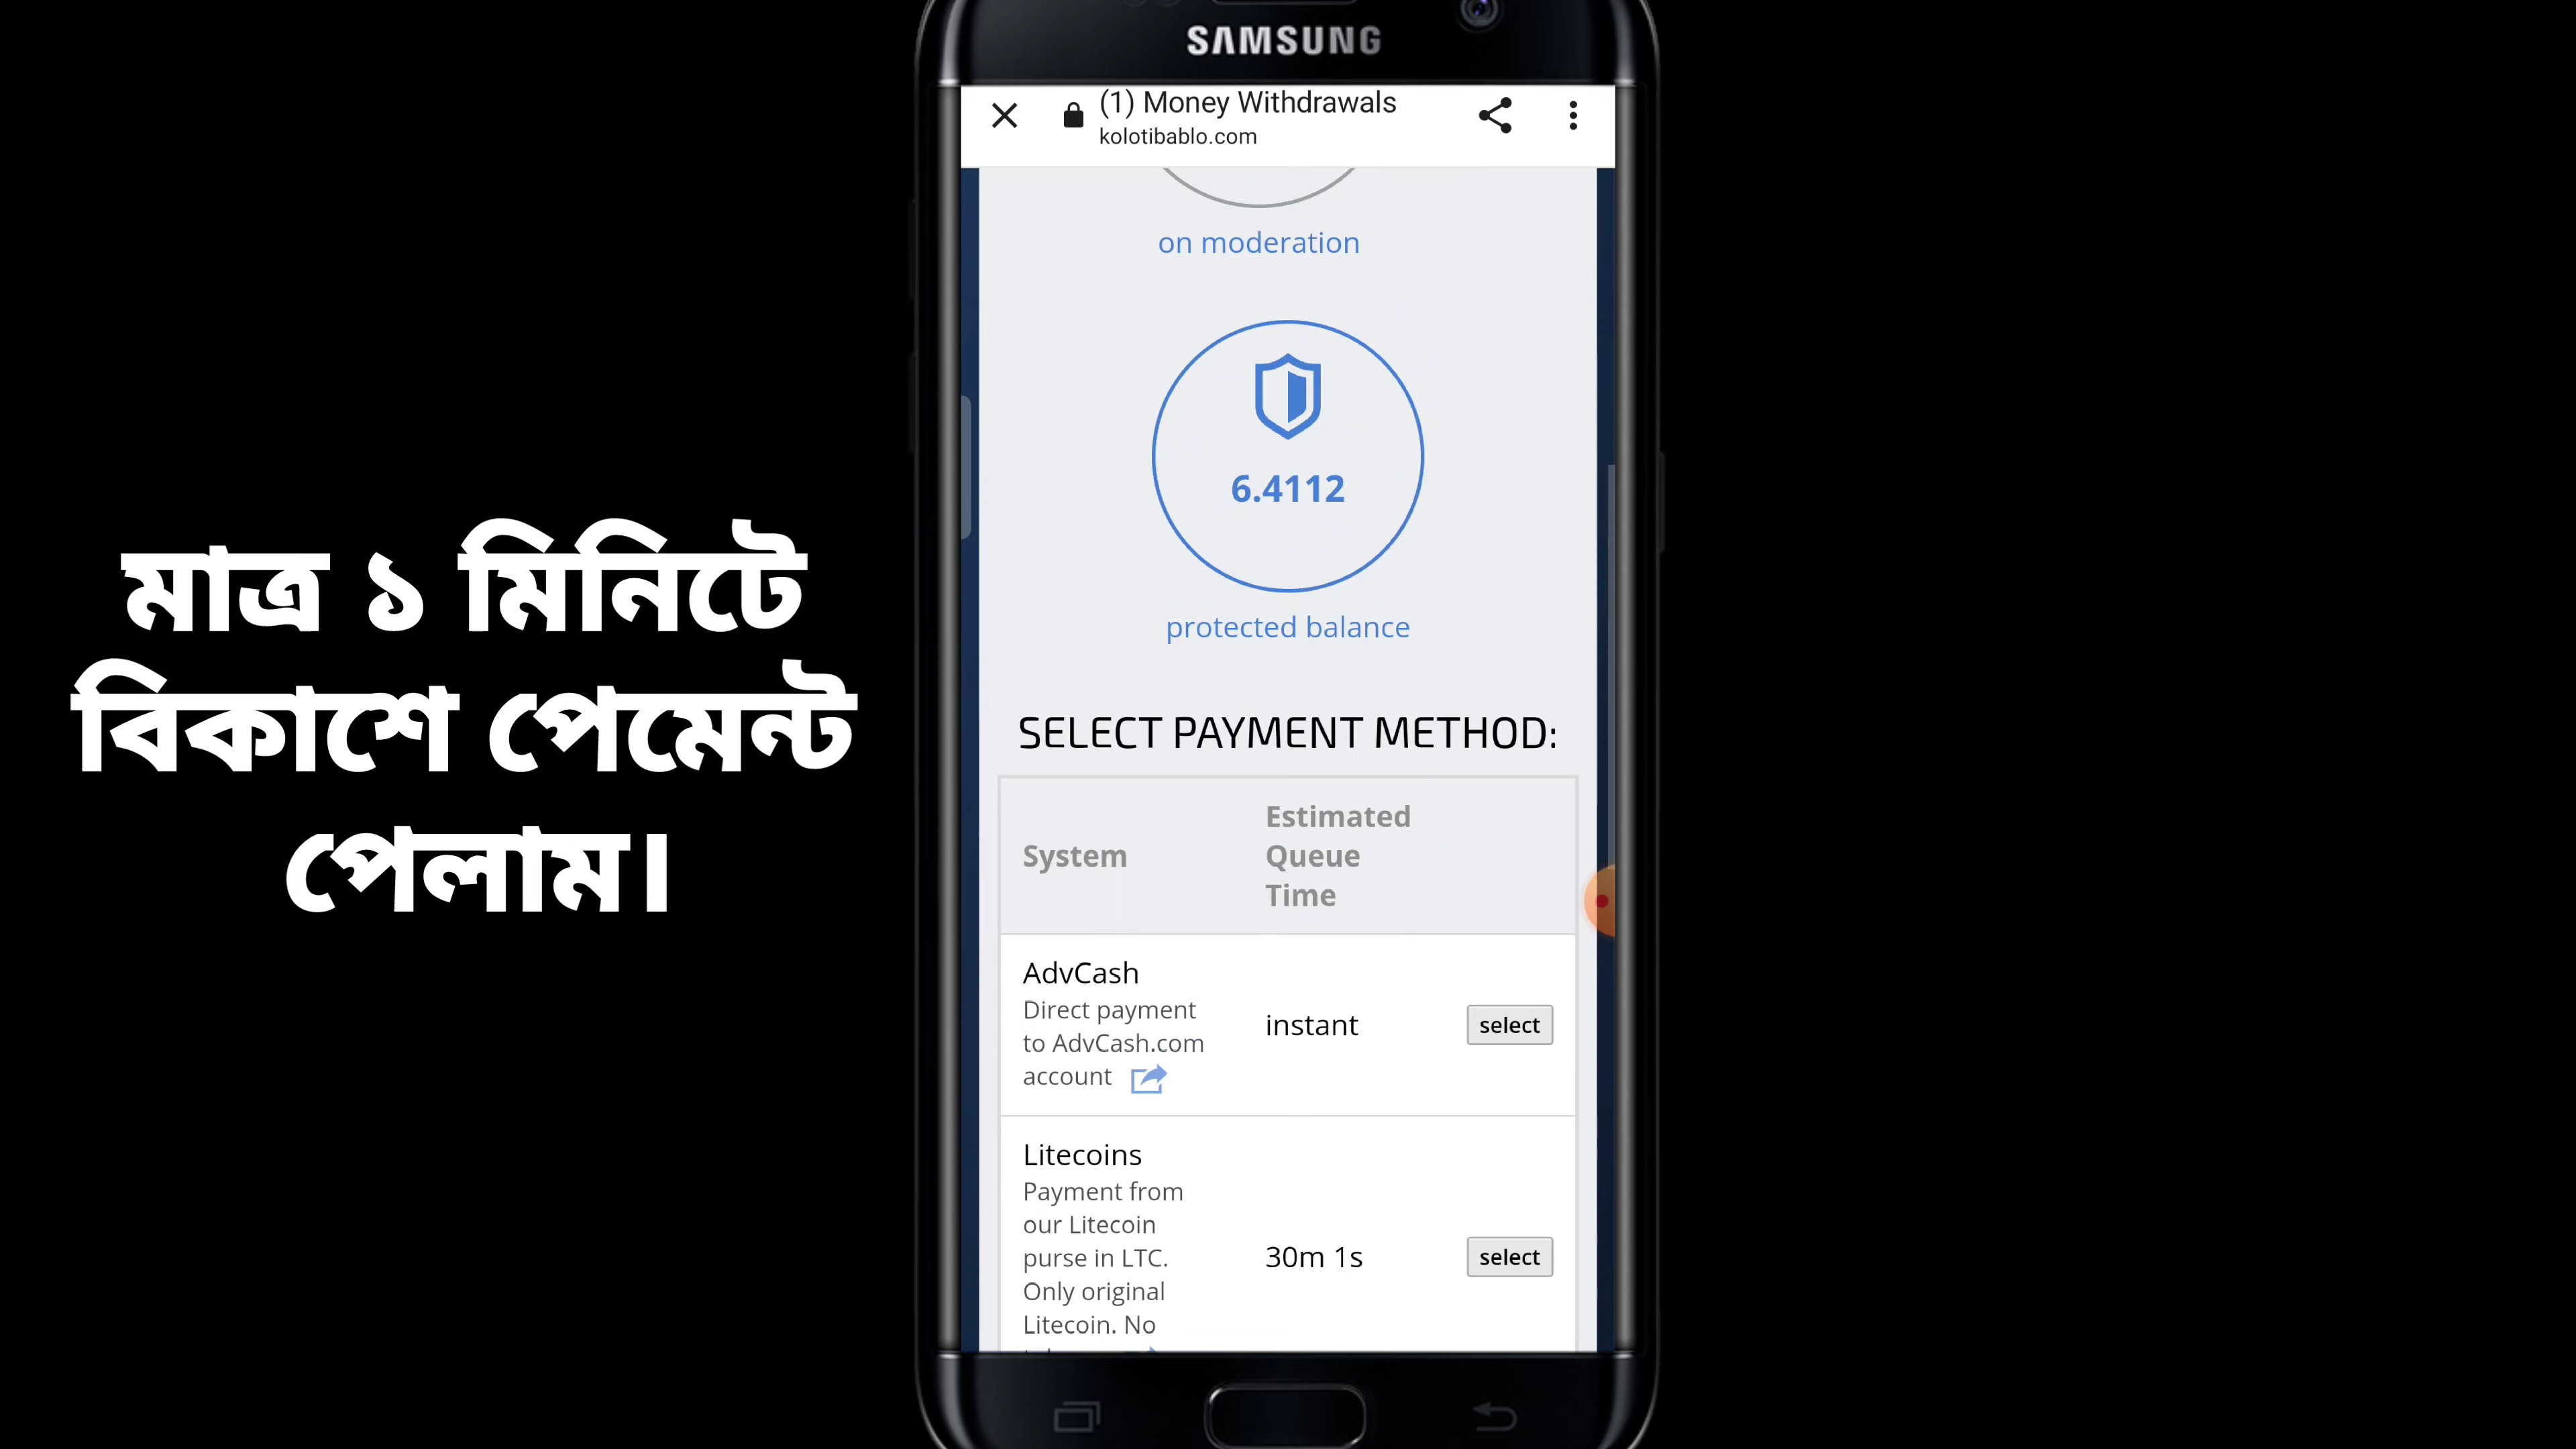 SAMSUNG
(1) Money Withdrawals
kolotibablo.com
on moderation
6.4112
protected balance
মাত্র ১ মিনিটে
বিকাশে পেমেন্ট
পেলাম।
SELECT PAYMENT METHOD:
System
Estimated
Queue
Time
AdvCash
Direct payment
to AdvCash.com
account
instant
select
Litecoins
Payment from
our Litecoin
purse in LTC.
Only original
Litecoin. No
30m 1s
select